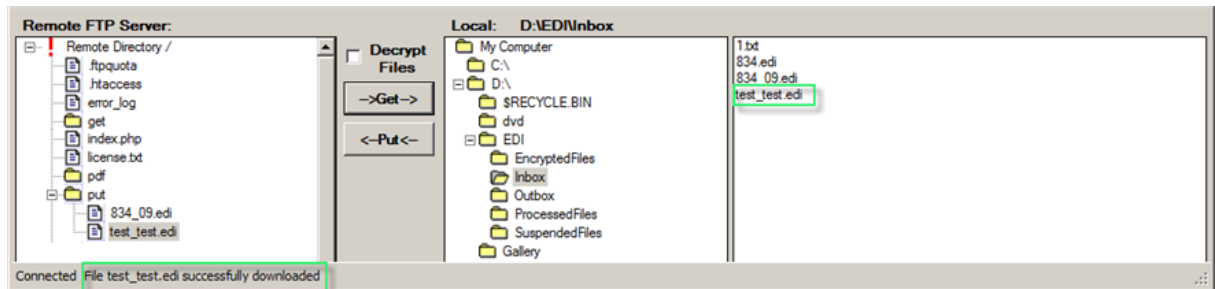 Remote FTP Server:
Remote Directory /
.ftpquota
.htaccess
error_log
get
index.php
license.txt
pdf
put
834_09.edi
test_test.edi
Decrypt
Files
-->Get-->
<--Put<--
Local: D:\EDI\Inbox
My Computer
C:\
D:\
$RECYCLE.BIN
dvd
EDI
EncryptedFiles
Inbox
Outbox
ProcessedFiles
SuspendedFiles
Gallery
1.txt
834.edi
834_09.edi
test_test.edi
Connected File test_test.edi successfully downloaded